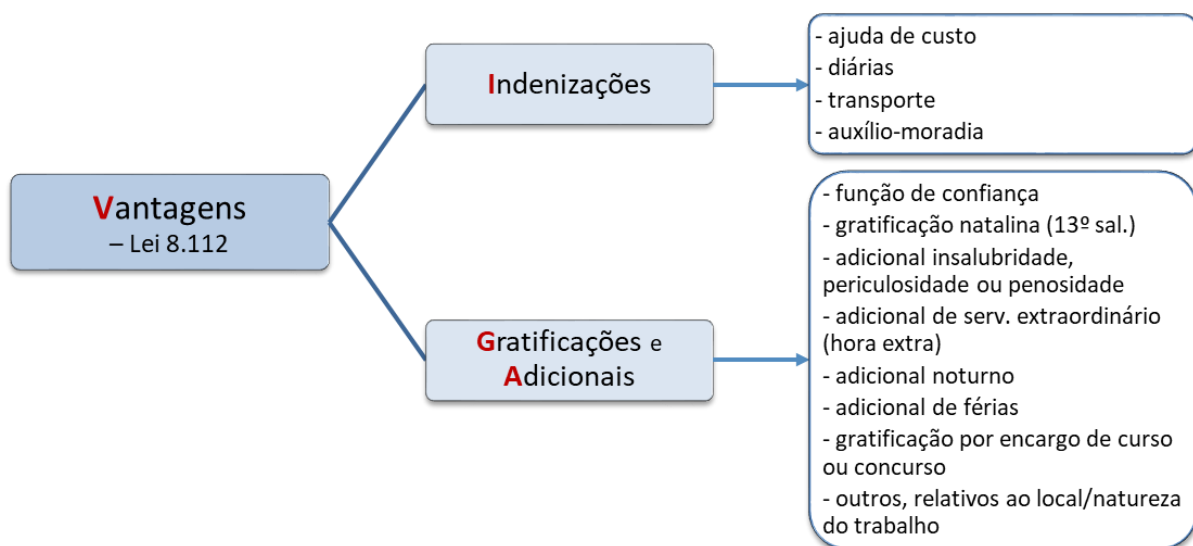 Vantagens
– Lei 8.112
Indenizações
- ajuda de custo
- diárias
- transporte
- auxílio-moradia
Gratificações e
Adicionais
- função de confiança
- gratificação natalina (13º sal.)
- adicional insalubridade,
periculosidade ou penosidade
- adicional de serv. extraordinário
(hora extra)
- adicional noturno
- adicional de férias
- gratificação por encargo de curso
ou concurso
- outros, relativos ao local/natureza
do trabalho